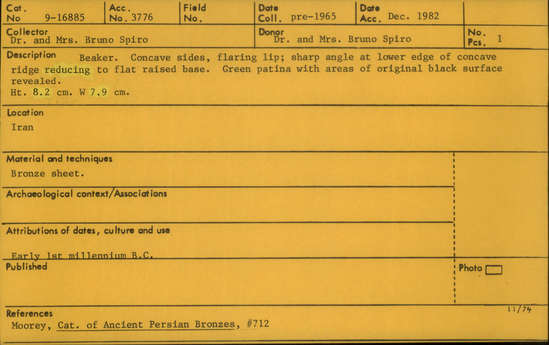 Cat. No 9-16885 Acc. No. 3776 Field No. Date Coll. pre-1965 Date Acc. Dec. 1982
Collector Dr. and Mrs. Bruno Spiro Donor Dr. and Mrs. Bruno Spiro No. Pcs. 1
Description Beaker. Concave sides, flaring lip; sharp angle at lower edge of concave
ridge reducing to flat raised base. Green patina with areas of original black surface
revealed.
Ht. 8.2 cm. W 7.9 cm.
Location
Iran
Material and techniques
Bronze sheet.
Archaeological context/Associations
Attributions of dates, culture and use
Early 1st millennium B.C.
Published Photo
11/74
References
Moorey, Cat. of Ancient Persian Bronzes, #712